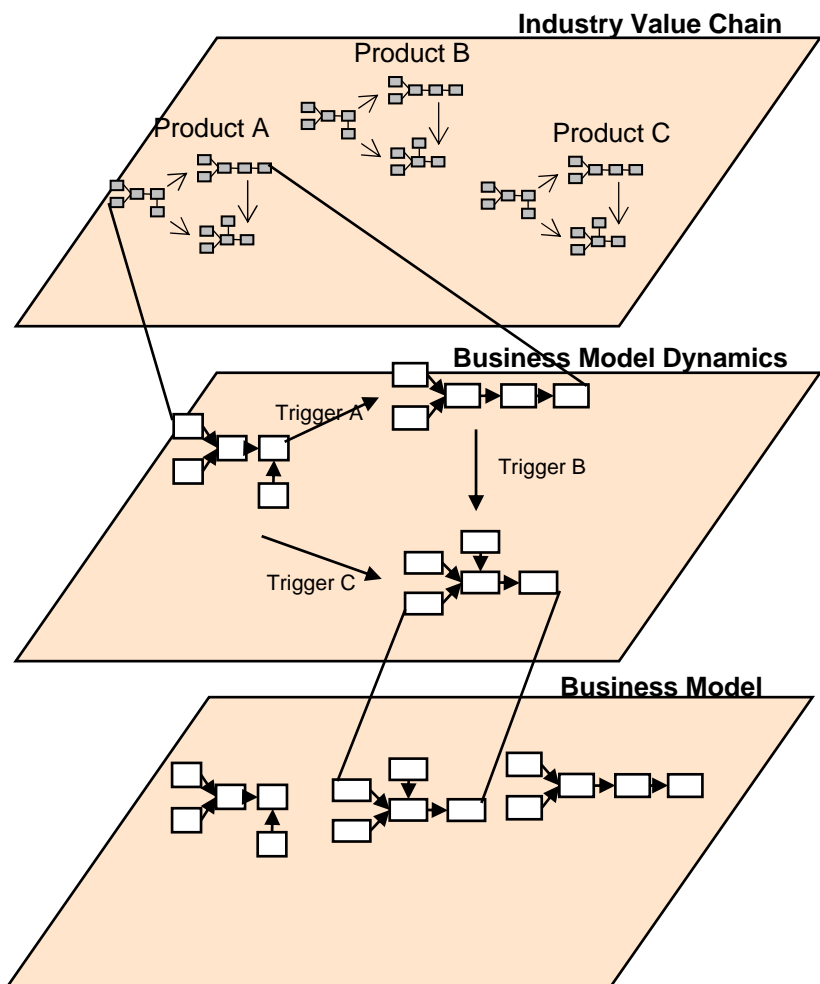 Industry Value Chain
Product B
Product A
Product C
Business Model Dynamics
Trigger A
Trigger B
Trigger C
Business Model